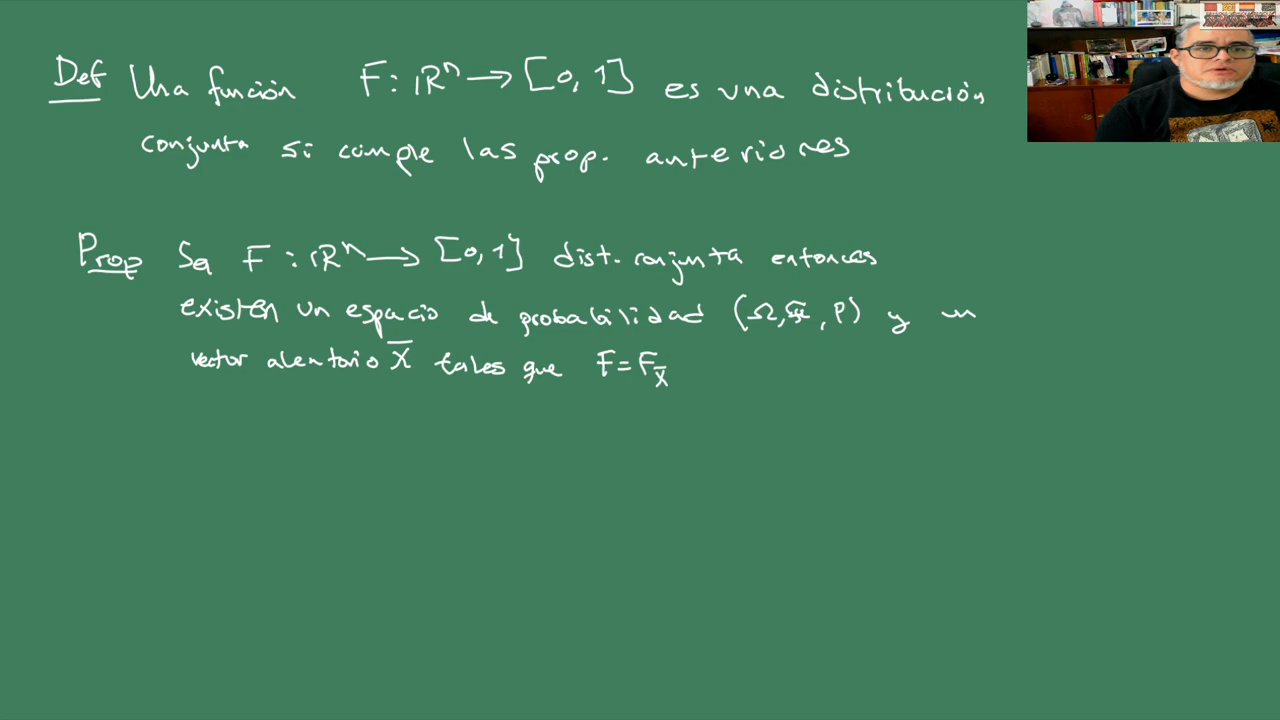 Def Una función F: ℝⁿ → [0, 1] es una distribución
conjunta si cumple las prop. anteriores
Prop Sea F: ℝⁿ → [0, 1] dist. conjunta entonces
existen un espacio de probabilidad (Ω, ℱ, P) y un
vector aleatorio X̄ tales que F = F_X̄